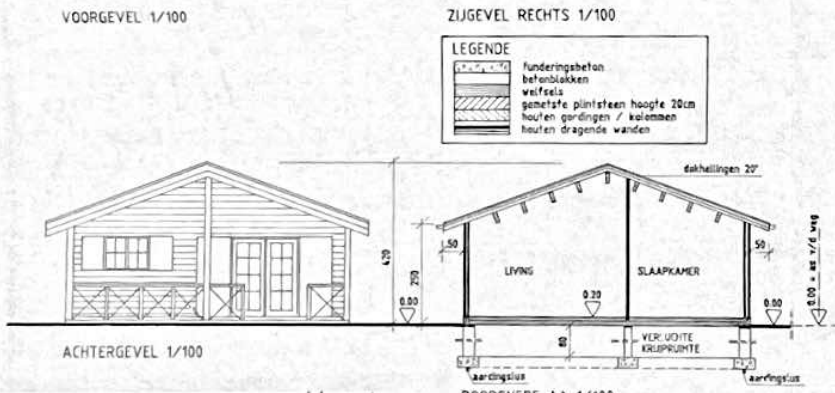 VOORGEVEL 1/100
ZIJGEVEL RECHTS 1/100
LEGENDE
funderingsbeton
betonblokken
welfsels
gemetste plintsteen hoogte 20cm
houten gordingen / kolommen
houten dragende wanden
dakhellingen 20°
420
250
50
50
LIVING
SLAAPKAMER
0.00
0.20
0.00
0.00 = as v/d weg
80
VERLUCHTE
KRUIPRUIMTE
aardingslus
aardingslus
ACHTERGEVEL 1/100
1/100